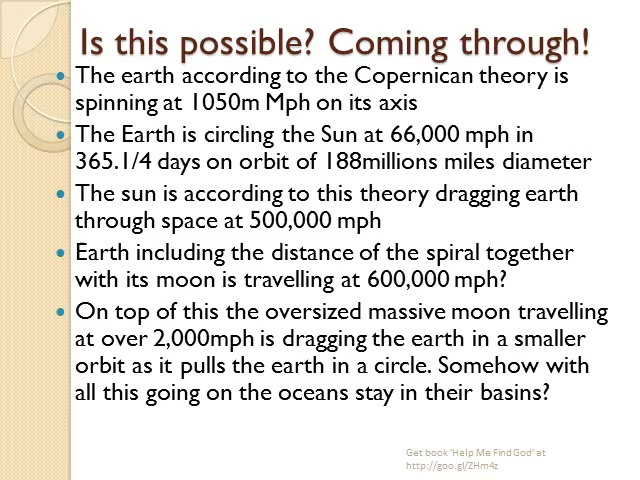 Is this possible? Coming through!
• The earth according to the Copernican theory is
spinning at 1050m Mph on its axis
• The Earth is circling the Sun at 66,000 mph in
365.1/4 days on orbit of 188millions miles diameter
• The sun is according to this theory dragging earth
through space at 500,000 mph
• Earth including the distance of the spiral together
with its moon is travelling at 600,000 mph?
• On top of this the oversized massive moon travelling
at over 2,000mph is dragging the earth in a smaller
orbit as it pulls the earth in a circle. Somehow with
all this going on the oceans stay in their basins?
Get book 'Help Me Find God' at
http://goo.gl/ZHm4z